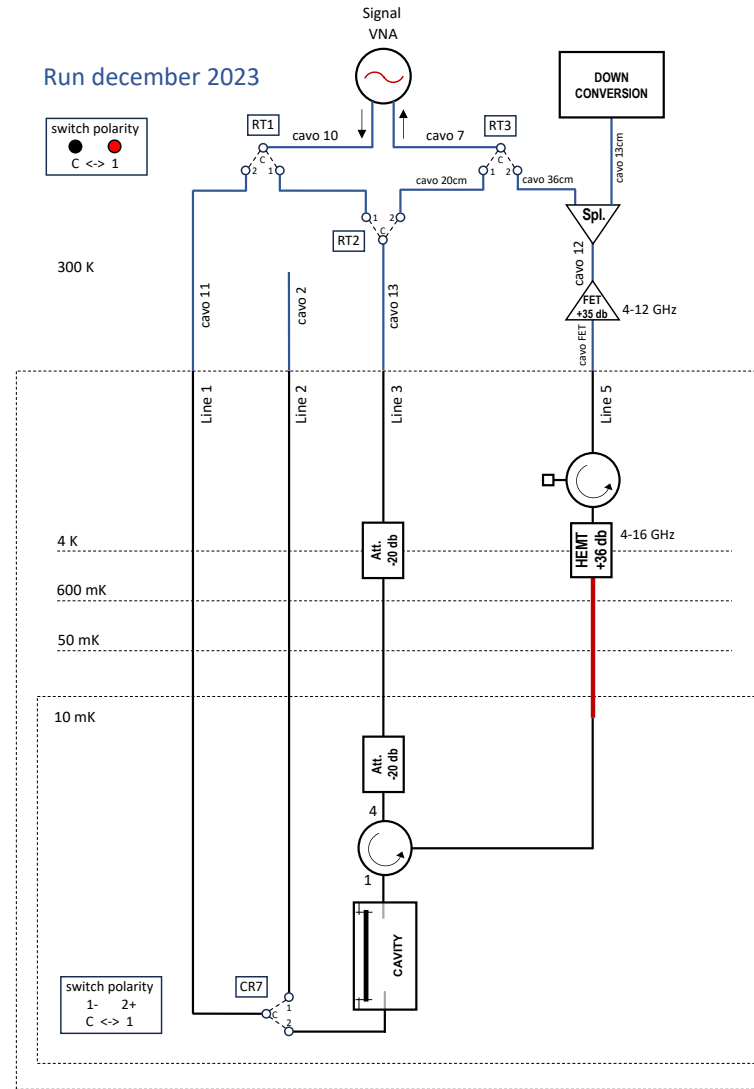 Signal
VNA
Run december 2023
DOWN
CONVERSION
switch polarity
C <-> 1
RT1
cavo 10
cavo 7
RT3
cavo 13cm
C
2
1
C
1
2
cavo 20cm
cavo 36cm
Spl.
1
2
C
RT2
300 K
cavo 11
cavo 2
cavo 13
cavo 12
FET
+35 db
4-12 GHz
cavo FET
Line 1
Line 2
Line 3
Line 5
4 K
Att.
-20 db
HEMT
+36 db
4-16 GHz
600 mK
50 mK
10 mK
Att.
-20 db
4
1
CAVITY
switch polarity
1- 2+
C <-> 1
CR7
1
C
2